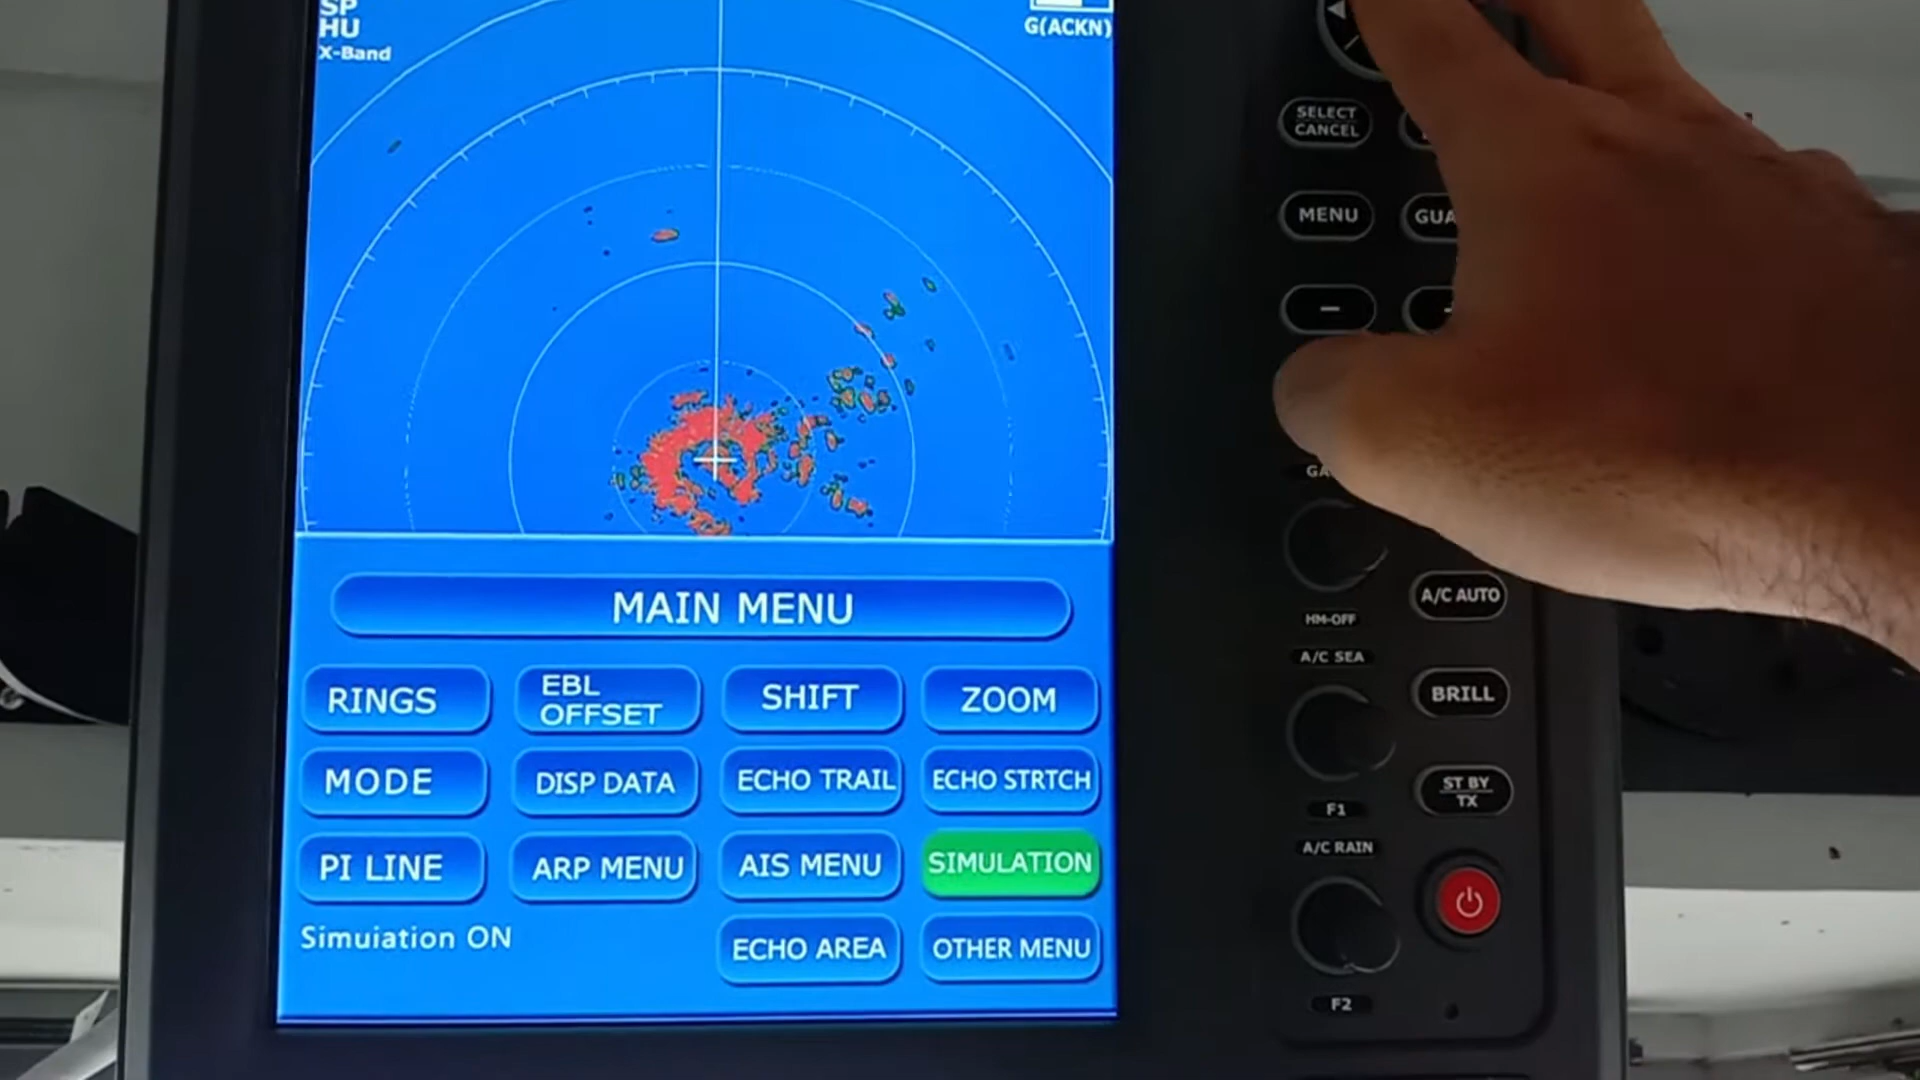 SP
HU
X-Band
G(ACKN)
MAIN MENU
RINGS
EBL
OFFSET
SHIFT
ZOOM
MODE
DISP DATA
ECHO TRAIL
ECHO STRTCH
PI LINE
ARP MENU
AIS MENU
SIMULATION
Simuiation ON
ECHO AREA
OTHER MENU
SELECT
CANCEL
MENU
GUA
−
GA
A/C AUTO
HM-OFF
A/C SEA
BRILL
ST BY
TX
F1
A/C RAIN
F2